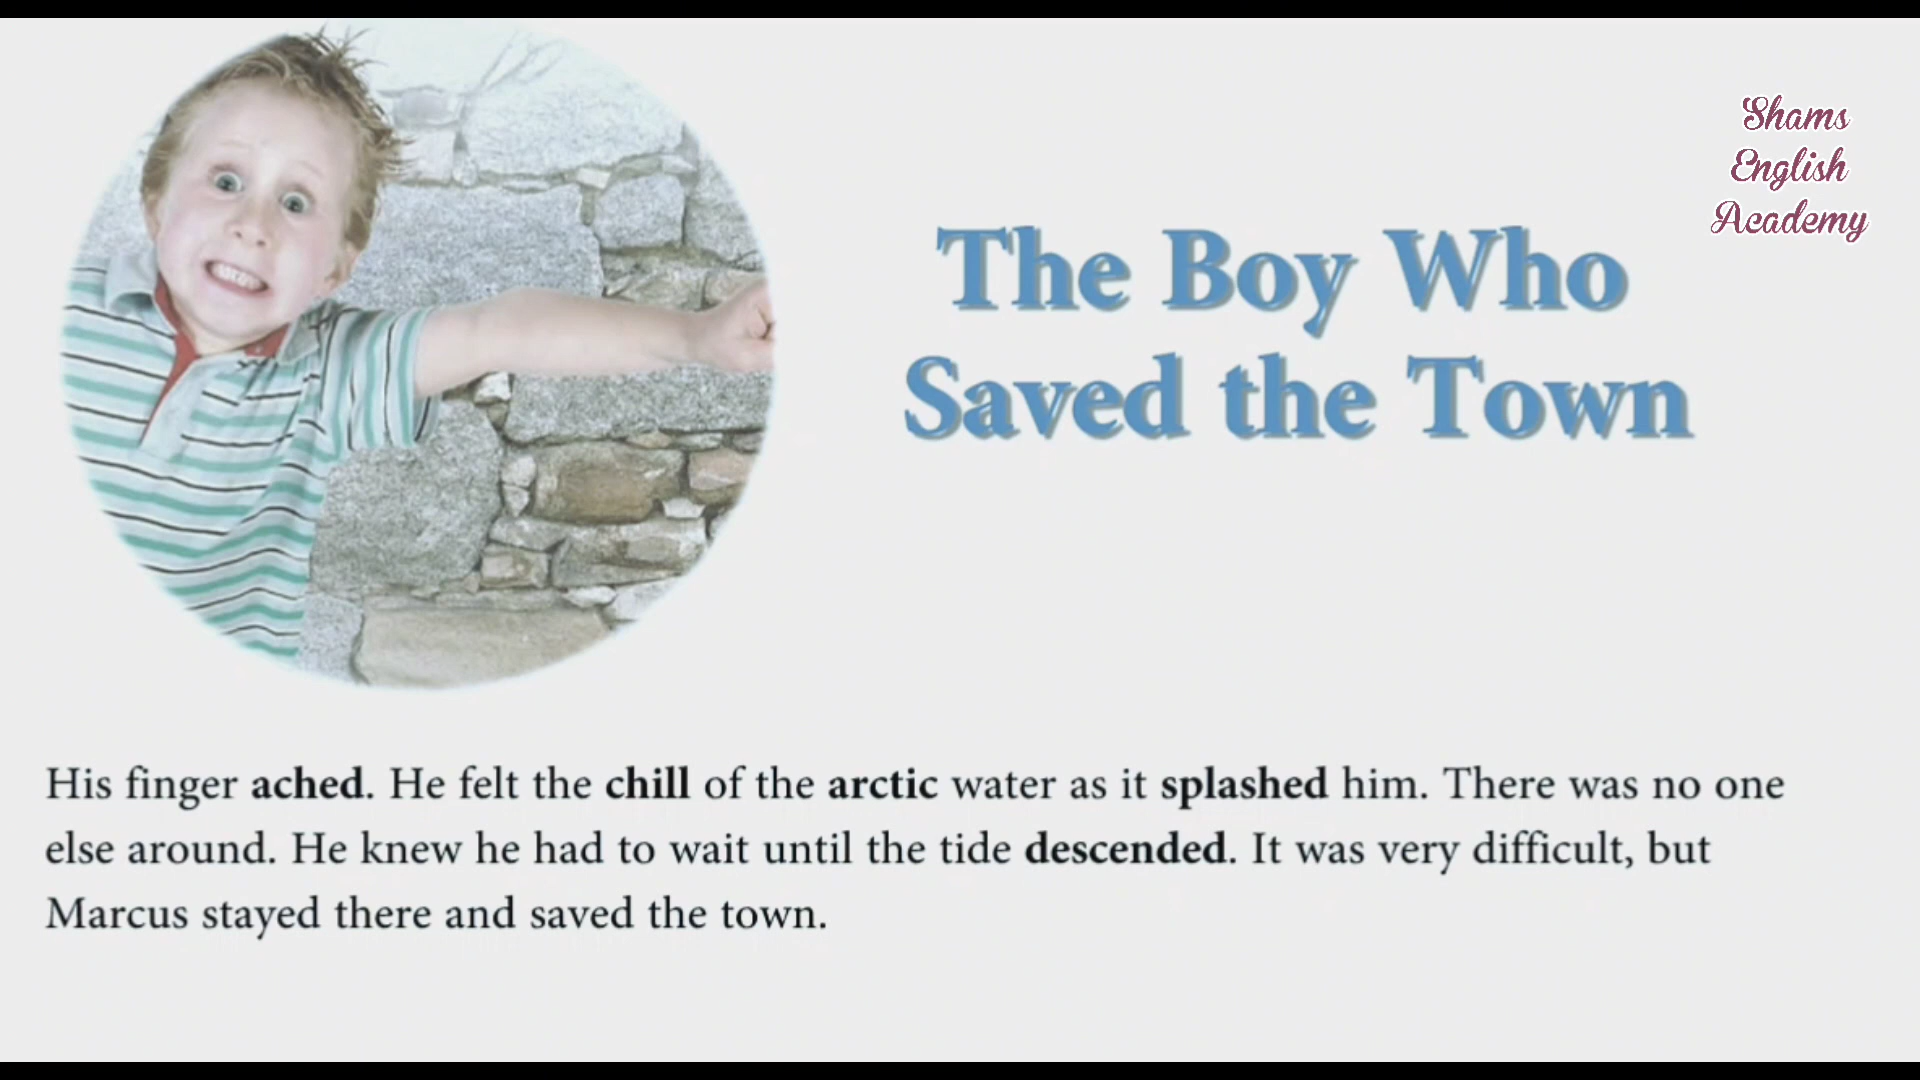 Shams
English
Academy
The Boy Who
Saved the Town
His finger ached. He felt the chill of the arctic water as it splashed him. There was no one
else around. He knew he had to wait until the tide descended. It was very difficult, but
Marcus stayed there and saved the town.